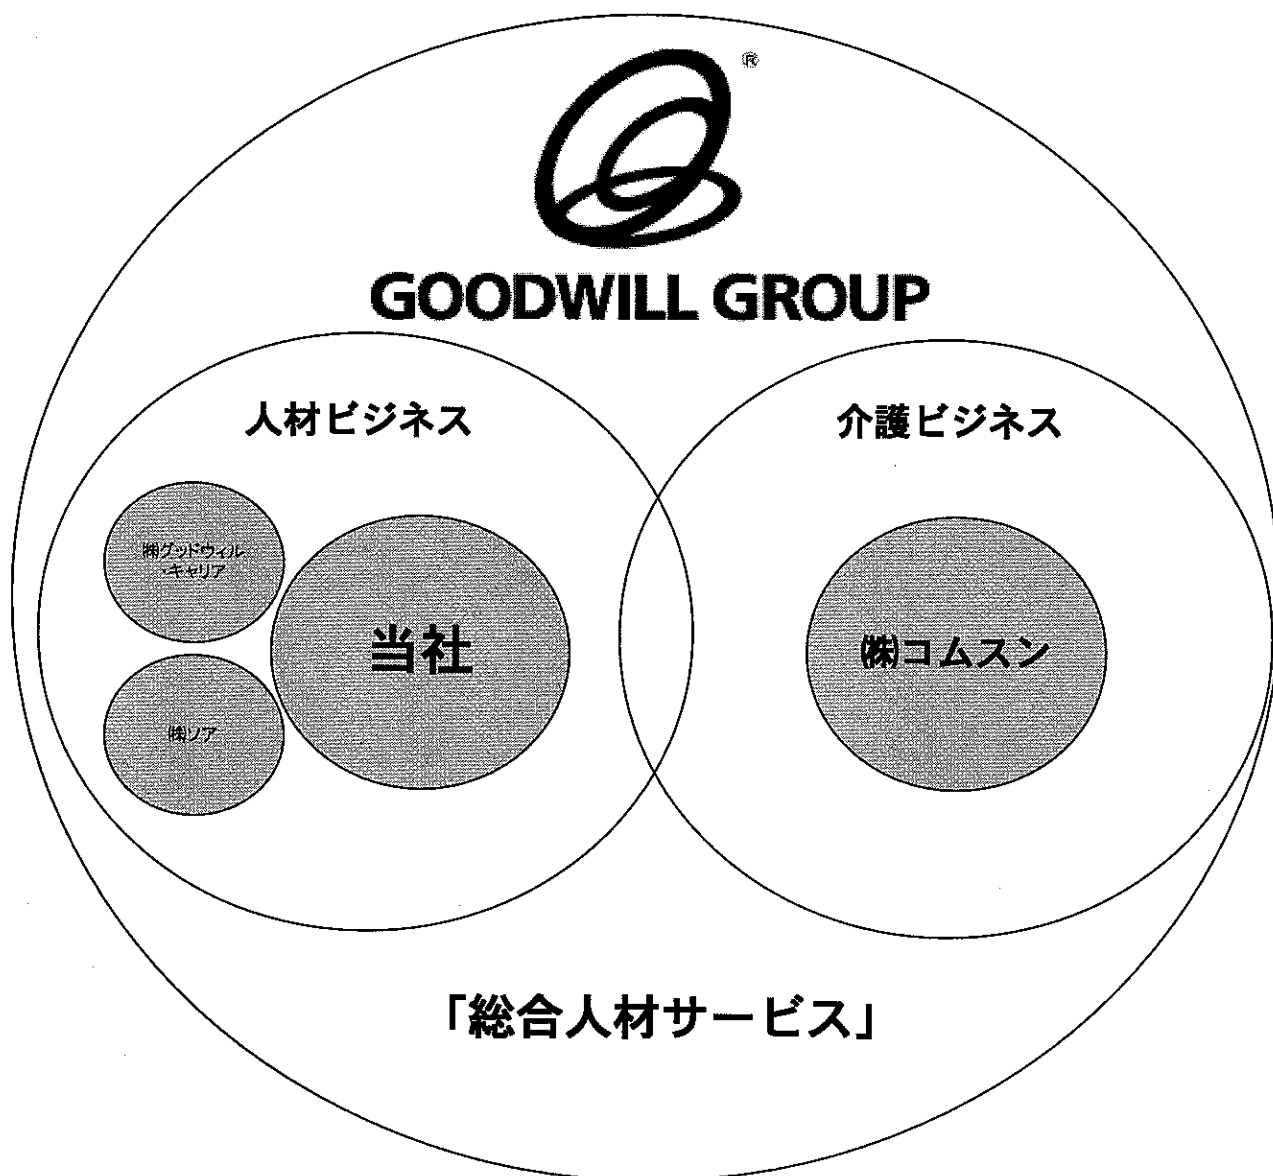 ®
GOODWILL GROUP
人材ビジネス
介護ビジネス
㈱グッドウィル
・キャリア
当社
㈱コムスン
㈱ソア
「総合人材サービス」